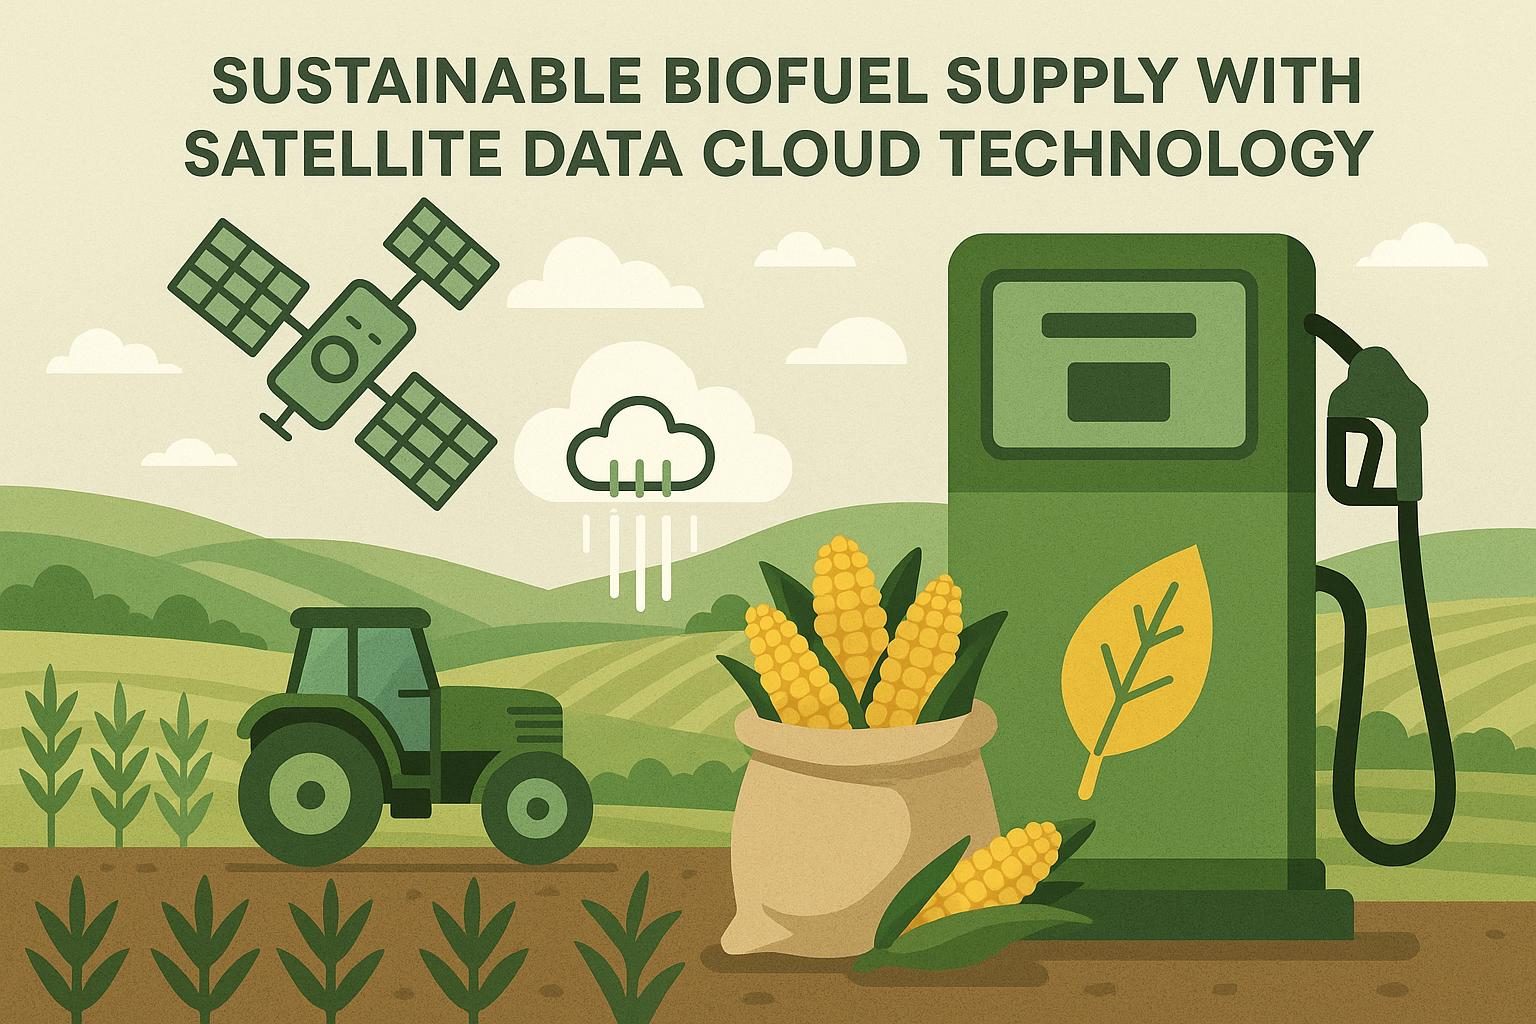 SUSTAINABLE BIOFUEL SUPPLY WITH
SATELLITE DATA CLOUD TECHNOLOGY